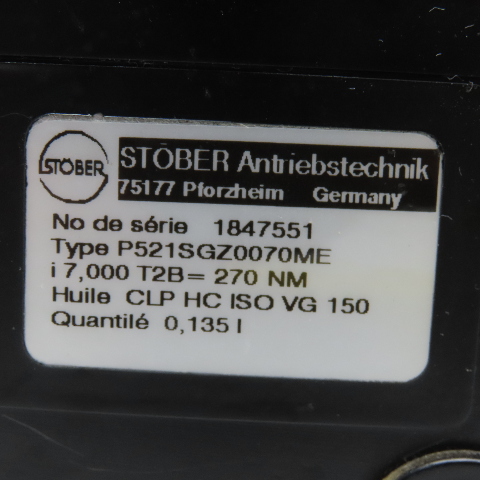 STÖBER
STÖBER Antriebstechnik
75177 Pforzheim Germany
No de série 1847551
Type P521SGZ0070ME
i 7,000 T2B= 270 NM
Huile CLP HC ISO VG 150
Quantilé 0,135 l